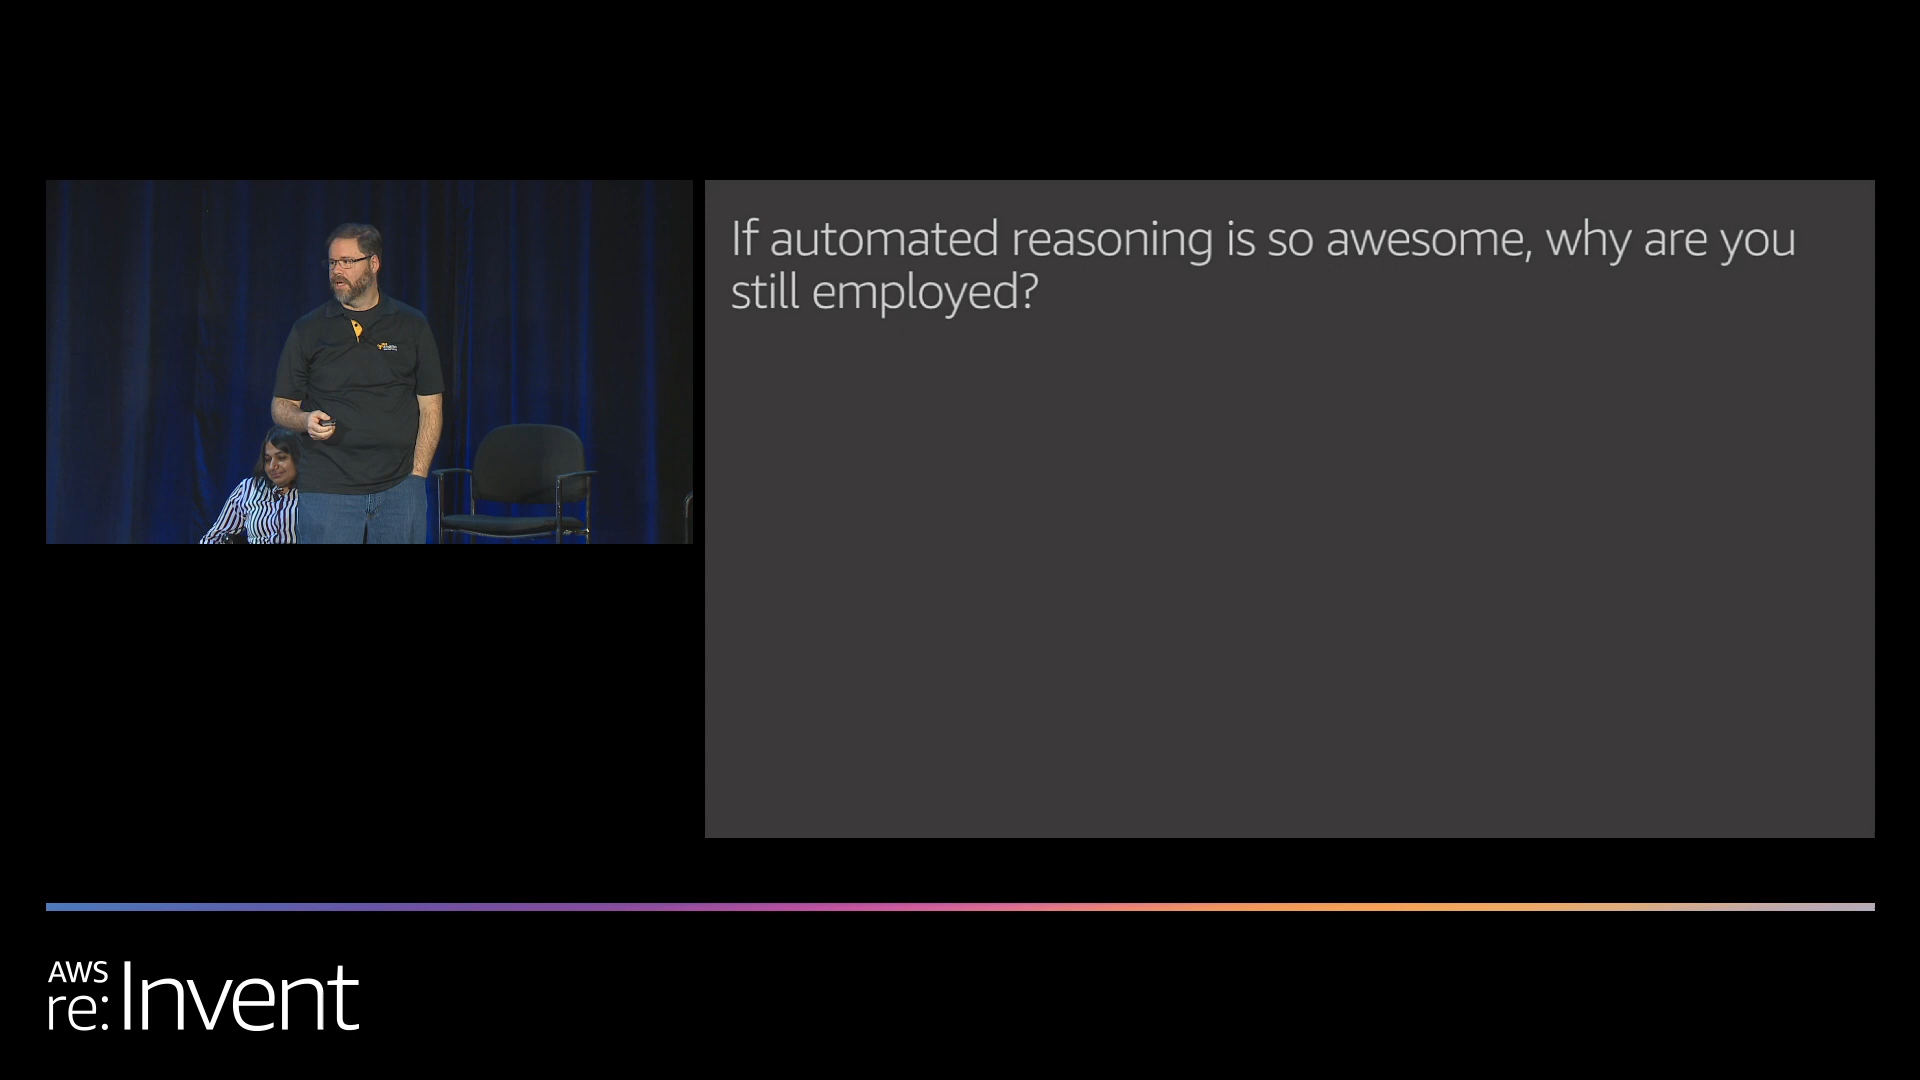 If automated reasoning is so awesome, why are you
still employed?
AWS
re:Invent